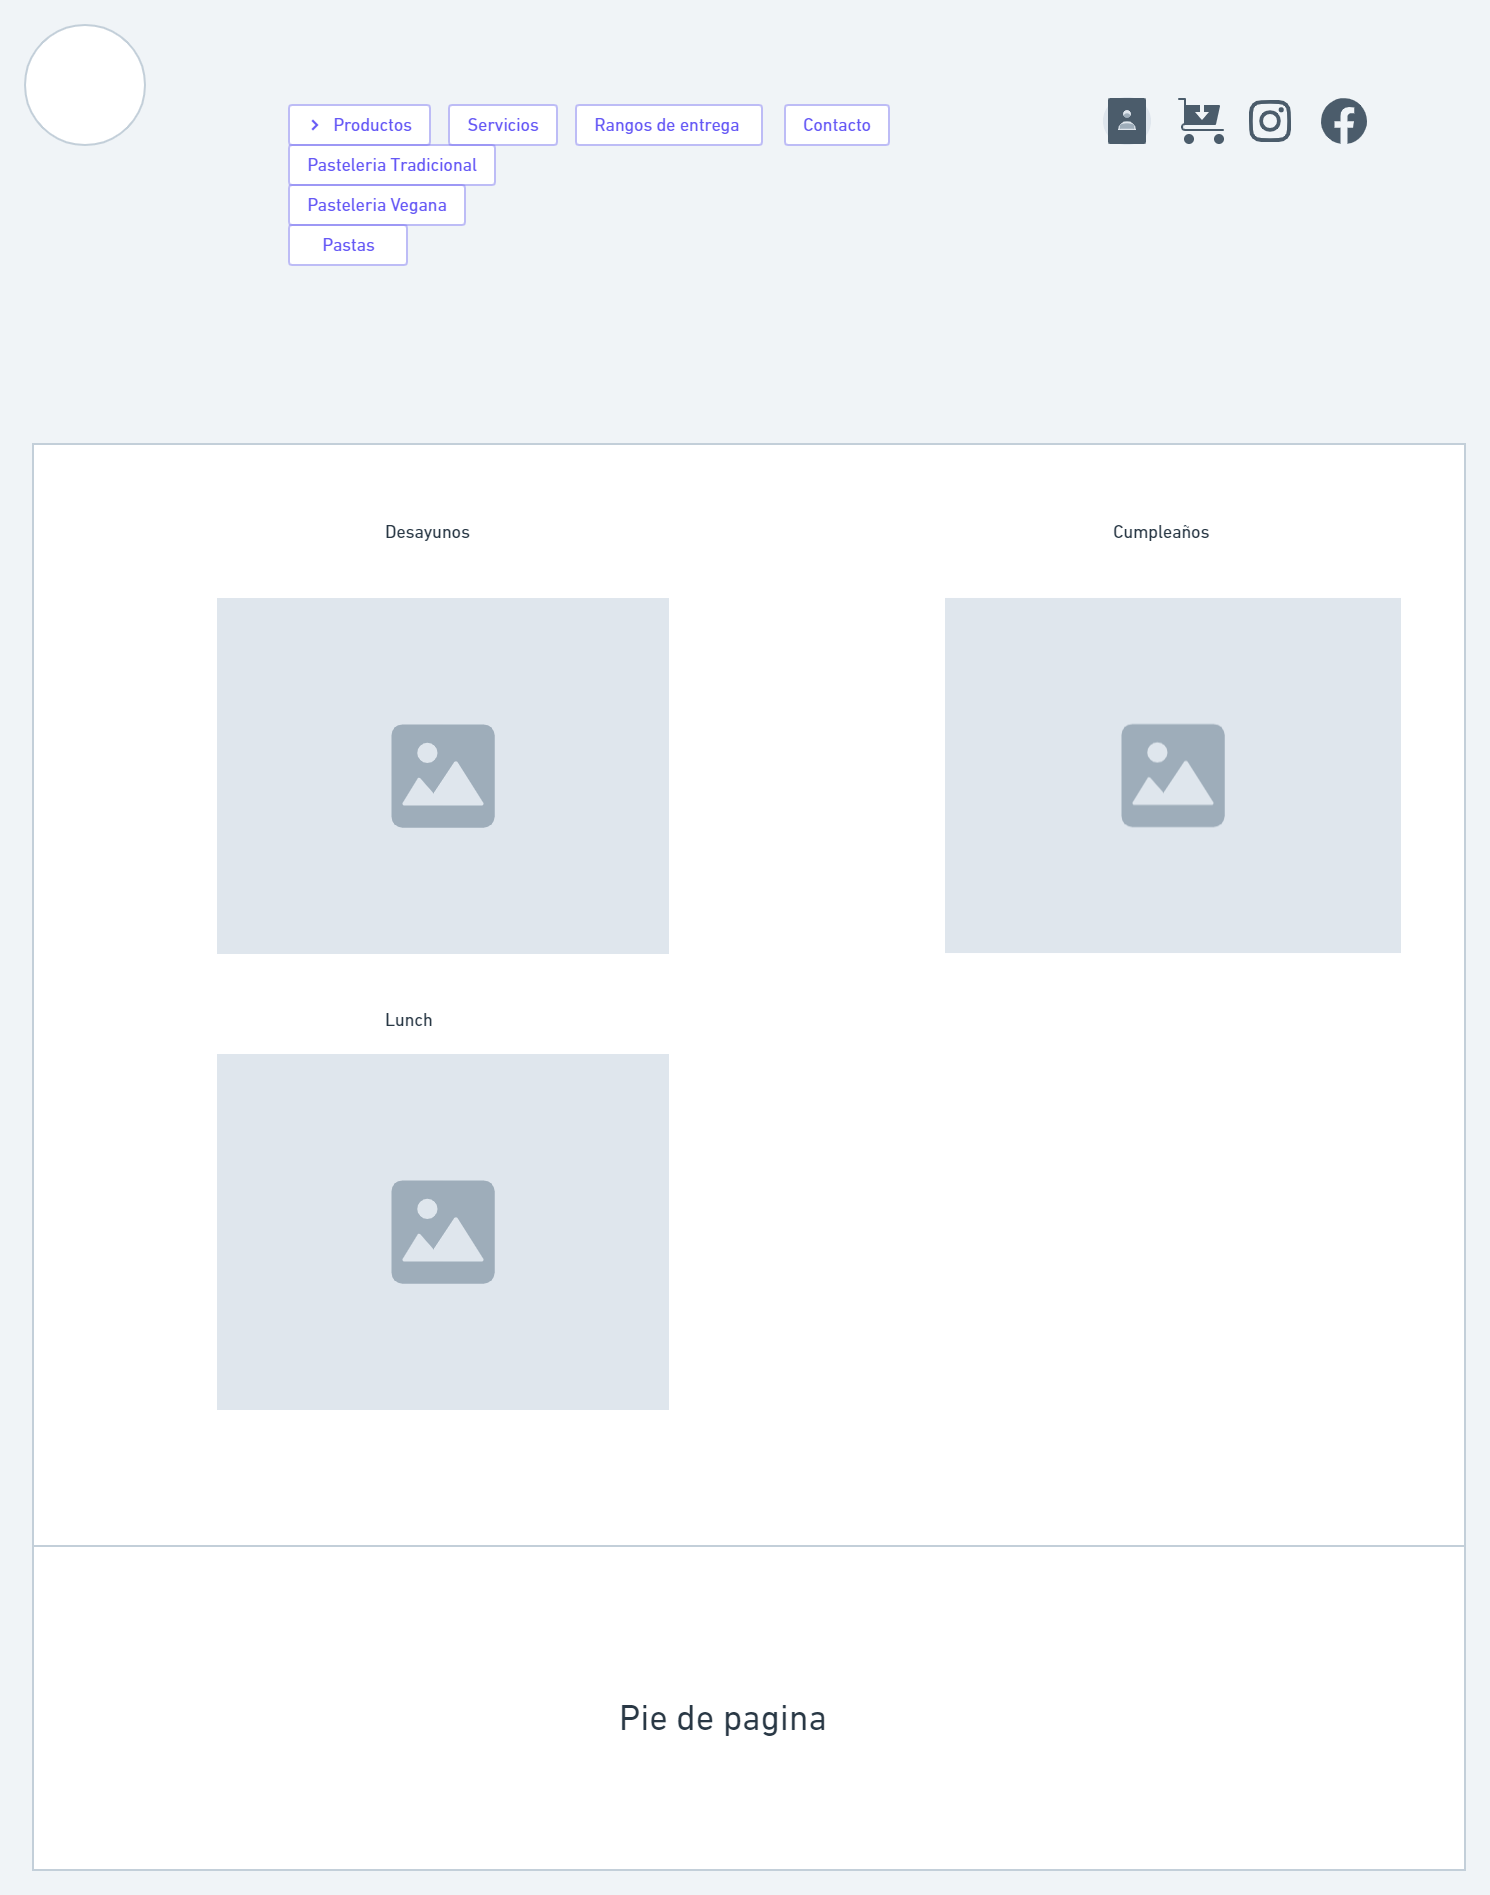 Productos
Servicios
Rangos de entrega
Contacto
Pasteleria Tradicional
Pasteleria Vegana
Pastas
Desayunos
Cumpleaños
Lunch
Pie de pagina